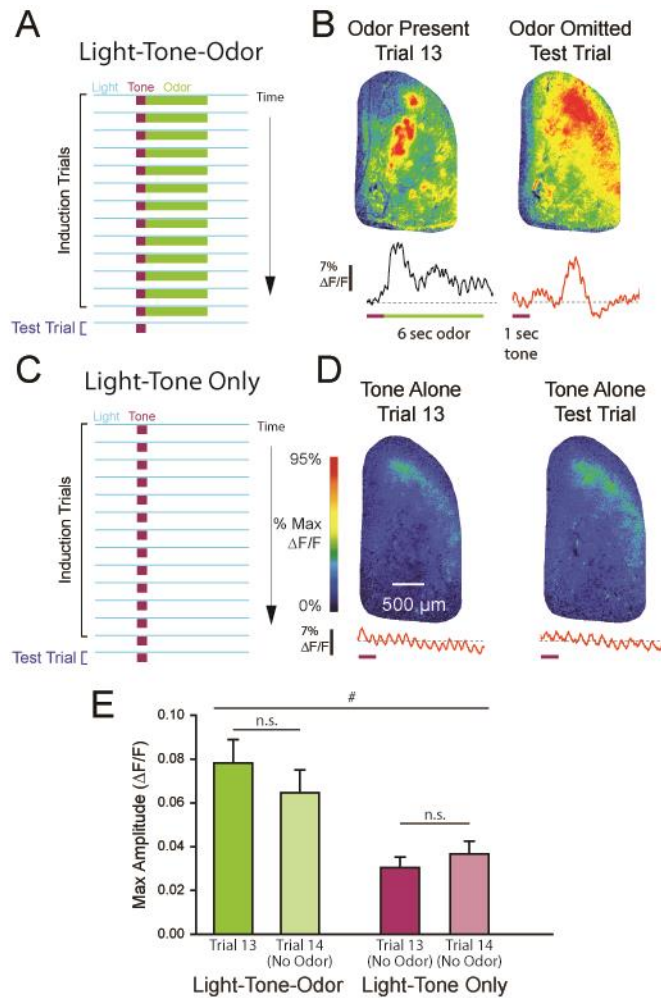 A
Light-Tone-Odor
Light Tone Odor
Time
Induction Trials
Test Trial
B
Odor Present
Trial 13
Odor Omitted
Test Trial
7%
ΔF/F
6 sec odor
1 sec
tone
C
Light-Tone Only
Light Tone
Time
Induction Trials
Test Trial
95%
% Max
ΔF/F
0%
D
Tone Alone
Trial 13
Tone Alone
Test Trial
500 µm
7%
ΔF/F
E
#
n.s.
n.s.
Max Amplitude (ΔF/F)
0.10
0.08
0.06
0.04
0.02
0.00
Trial 13
Trial 14
(No Odor)
Trial 13
(No Odor)
Trial 14
(No Odor)
Light-Tone-Odor
Light-Tone Only